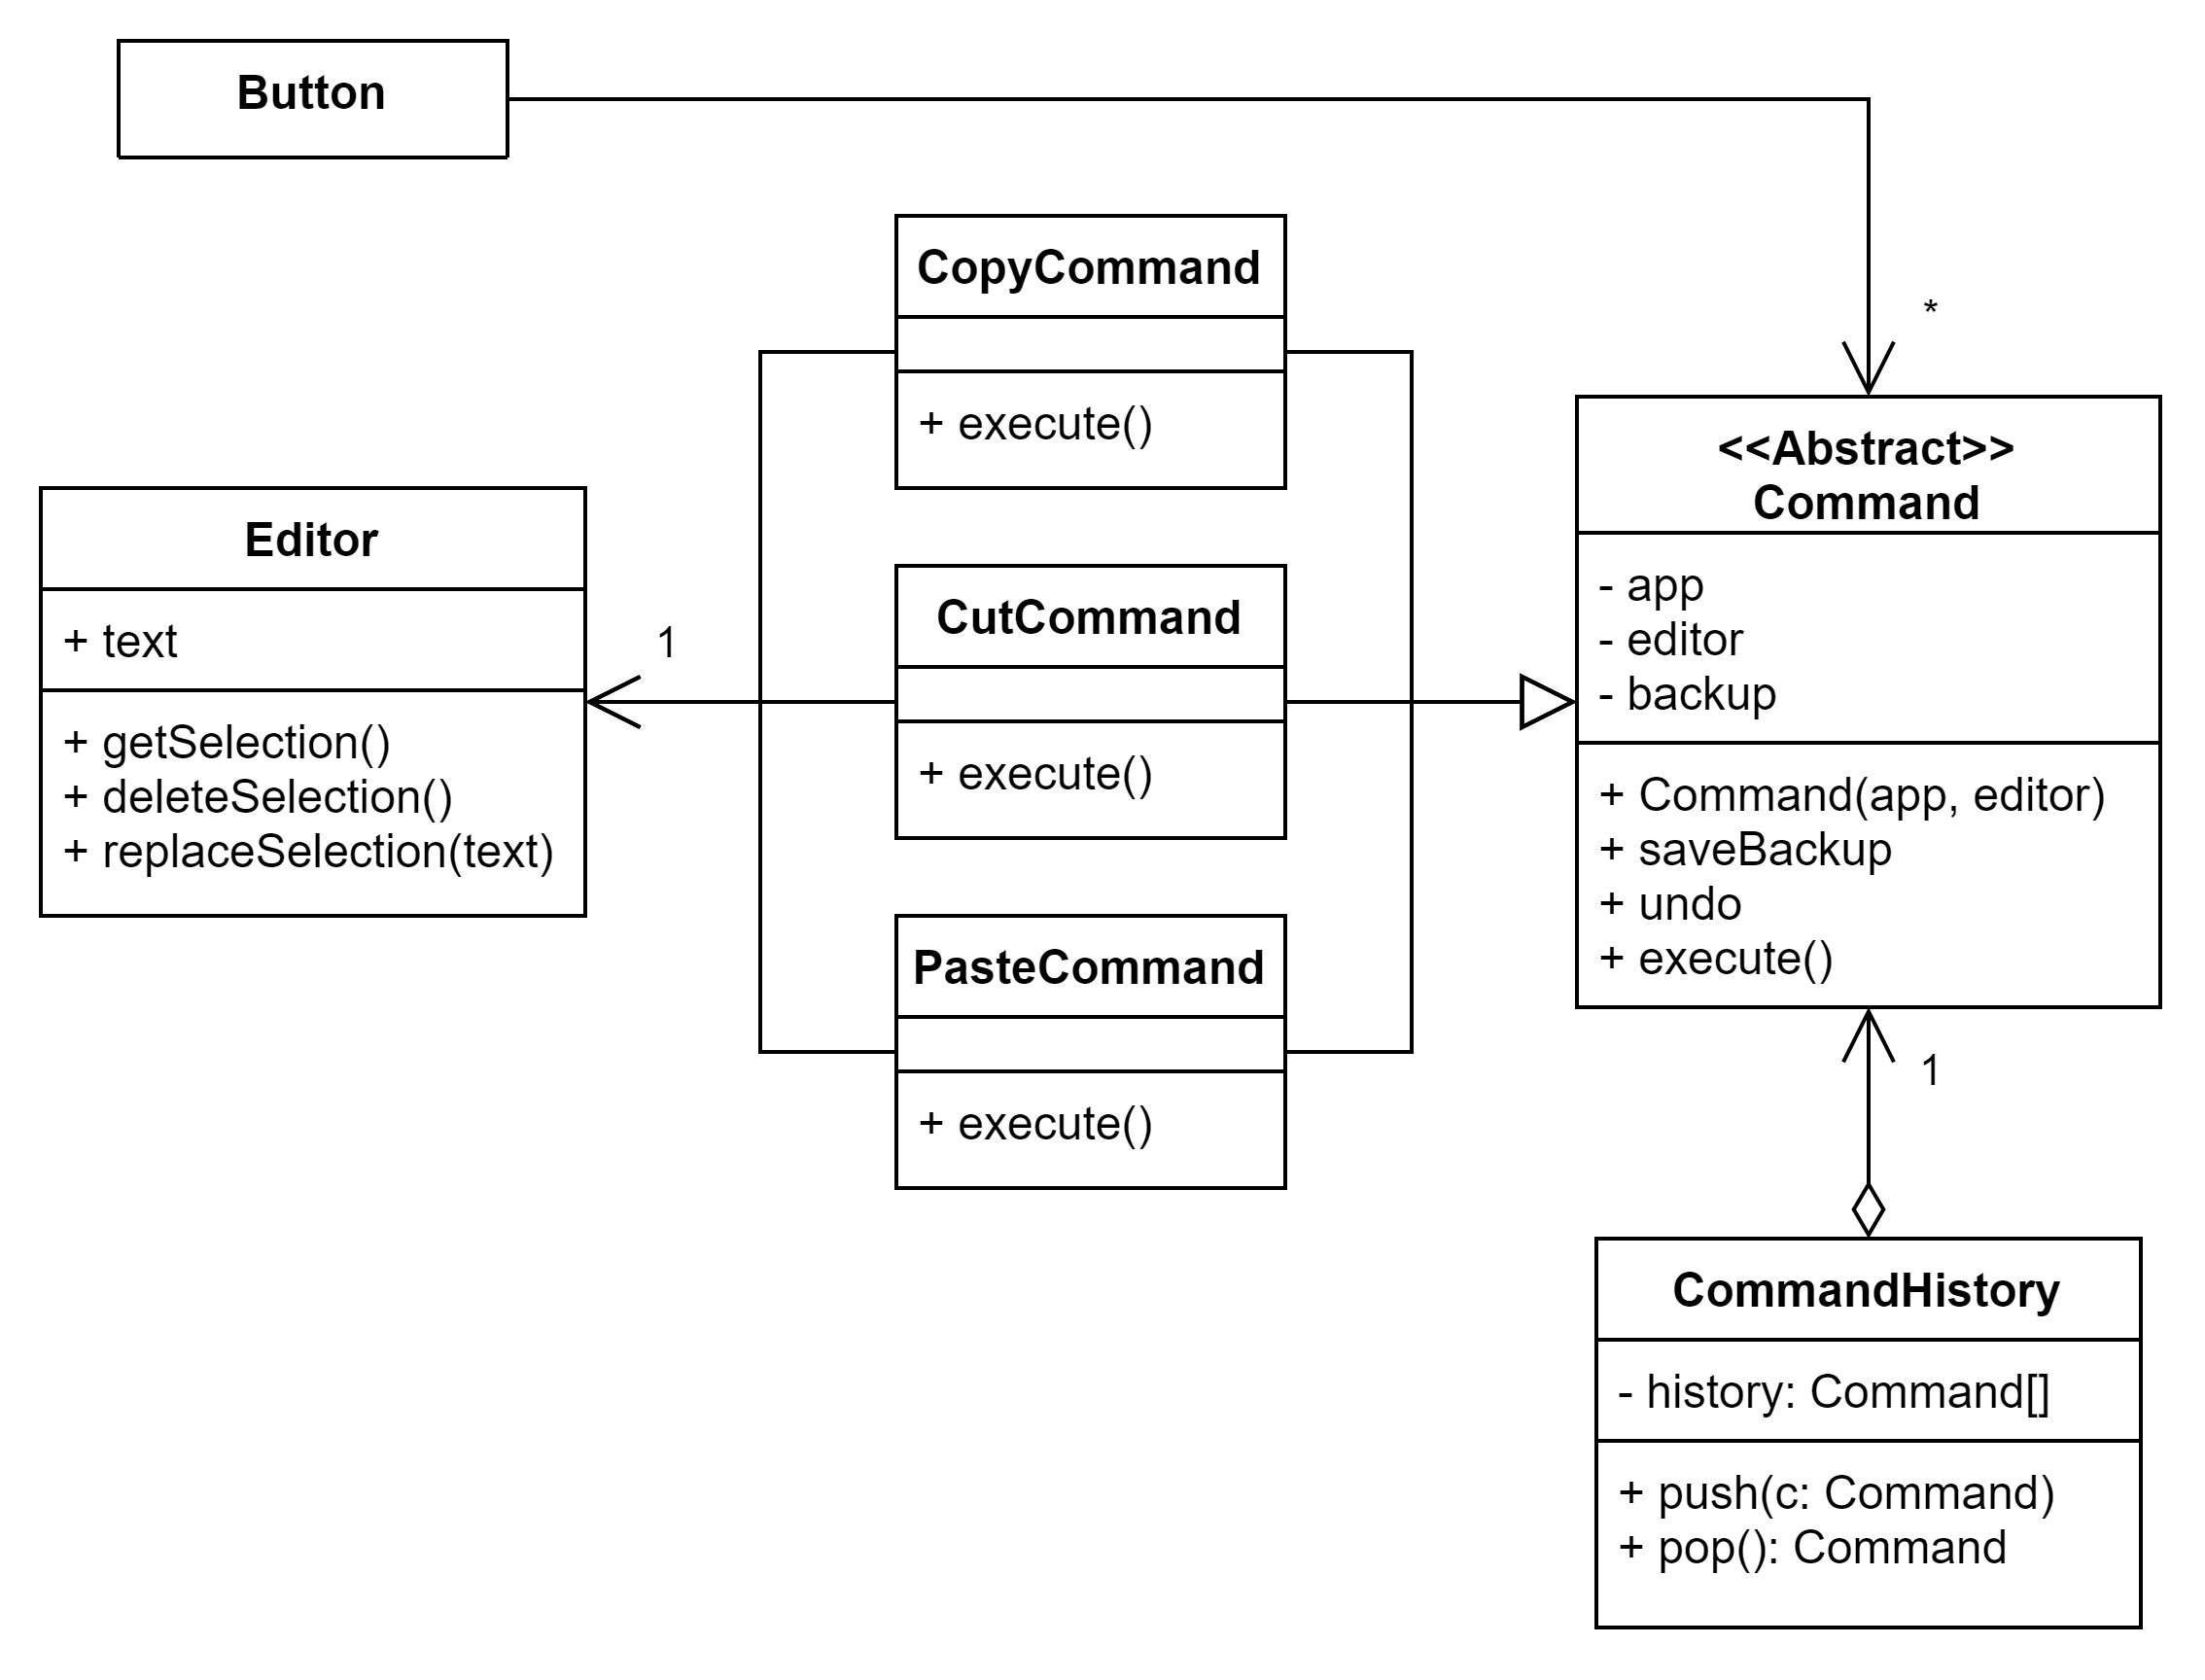 Button
CopyCommand
+ execute()
*
<<Abstract>>
Command
- app
- editor
- backup
+ Command(app, editor)
+ saveBackup
+ undo
+ execute()
Editor
+ text
+ getSelection()
+ deleteSelection()
+ replaceSelection(text)
1
CutCommand
+ execute()
PasteCommand
+ execute()
1
CommandHistory
- history: Command[]
+ push(c: Command)
+ pop(): Command